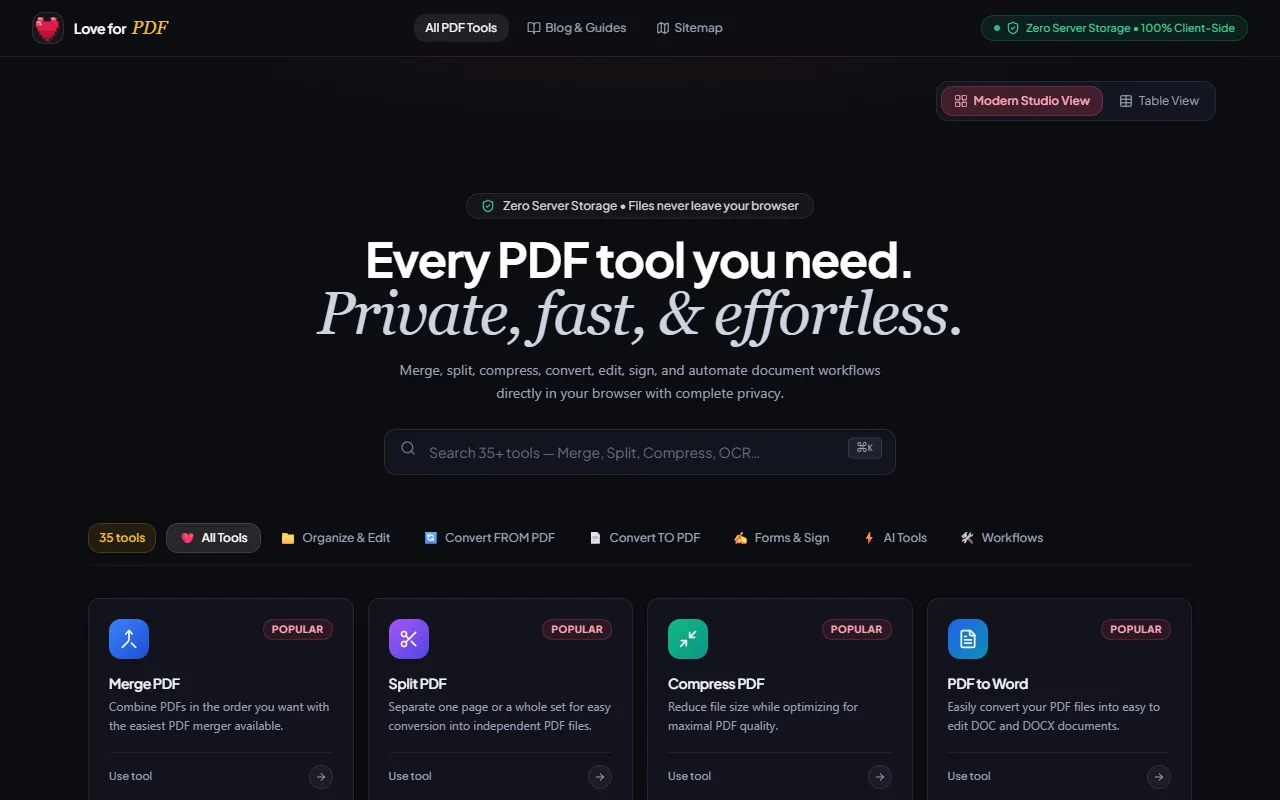 Love for PDF
All PDF Tools
Blog & Guides
Sitemap
Zero Server Storage • 100% Client-Side
Modern Studio View
Table View
Zero Server Storage • Files never leave your browser
Every PDF tool you need.
Private, fast, & effortless.
Merge, split, compress, convert, edit, sign, and automate document workflows
directly in your browser with complete privacy.
Search 35+ tools — Merge, Split, Compress, OCR...
⌘K
35 tools
All Tools
Organize & Edit
Convert FROM PDF
Convert TO PDF
Forms & Sign
AI Tools
Workflows
POPULAR
Merge PDF
Combine PDFs in the order you want with
the easiest PDF merger available.
Use tool
POPULAR
Split PDF
Separate one page or a whole set for easy
conversion into independent PDF files.
Use tool
POPULAR
Compress PDF
Reduce file size while optimizing for
maximal PDF quality.
Use tool
POPULAR
PDF to Word
Easily convert your PDF files into easy to
edit DOC and DOCX documents.
Use tool